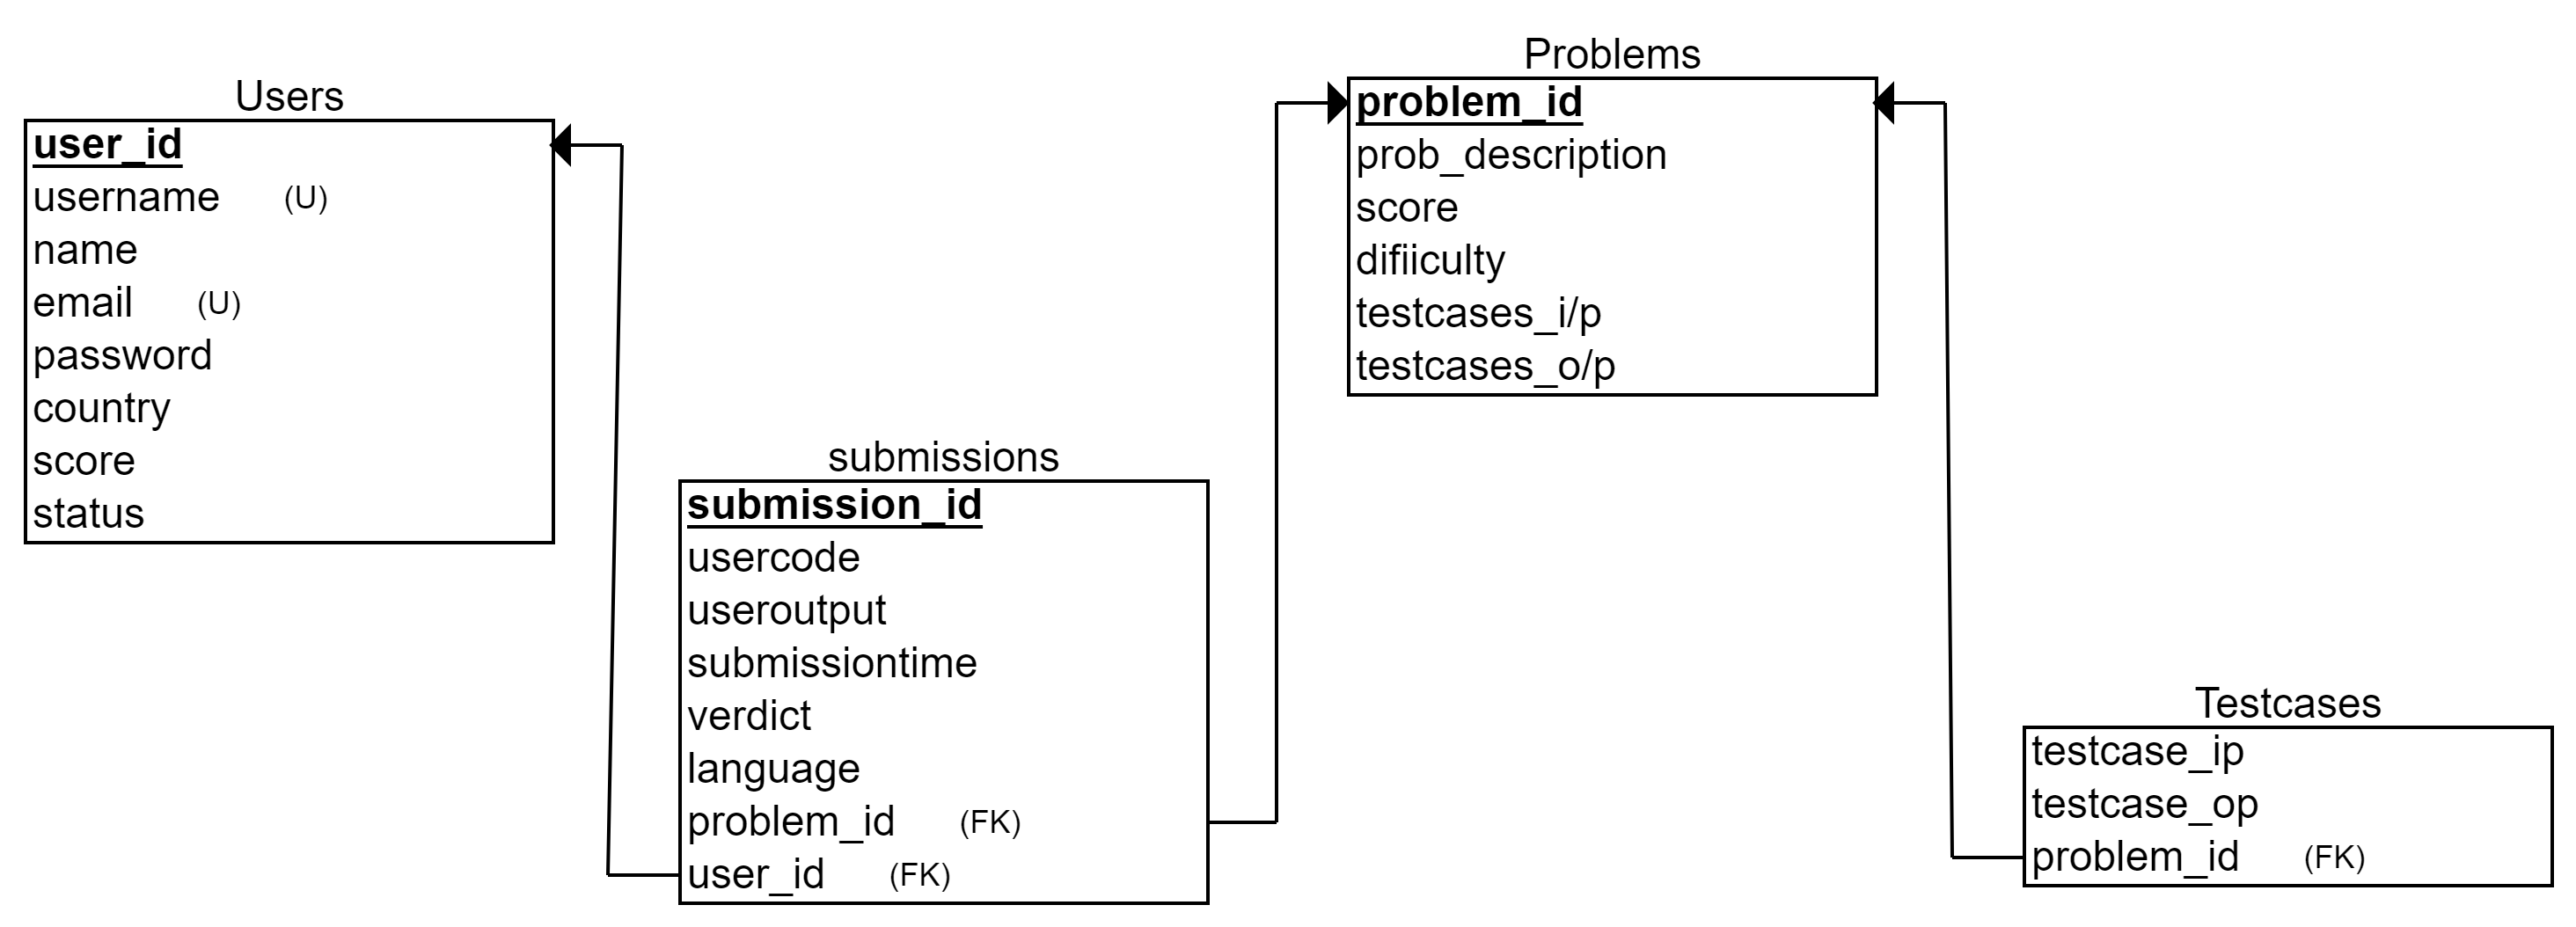 Users
user_id
username (U)
name
email (U)
password
country
score
status
submissions
submission_id
usercode
useroutput
submissiontime
verdict
language
problem_id (FK)
user_id (FK)
Problems
problem_id
prob_description
score
difiiculty
testcases_i/p
testcases_o/p
Testcases
testcase_ip
testcase_op
problem_id (FK)